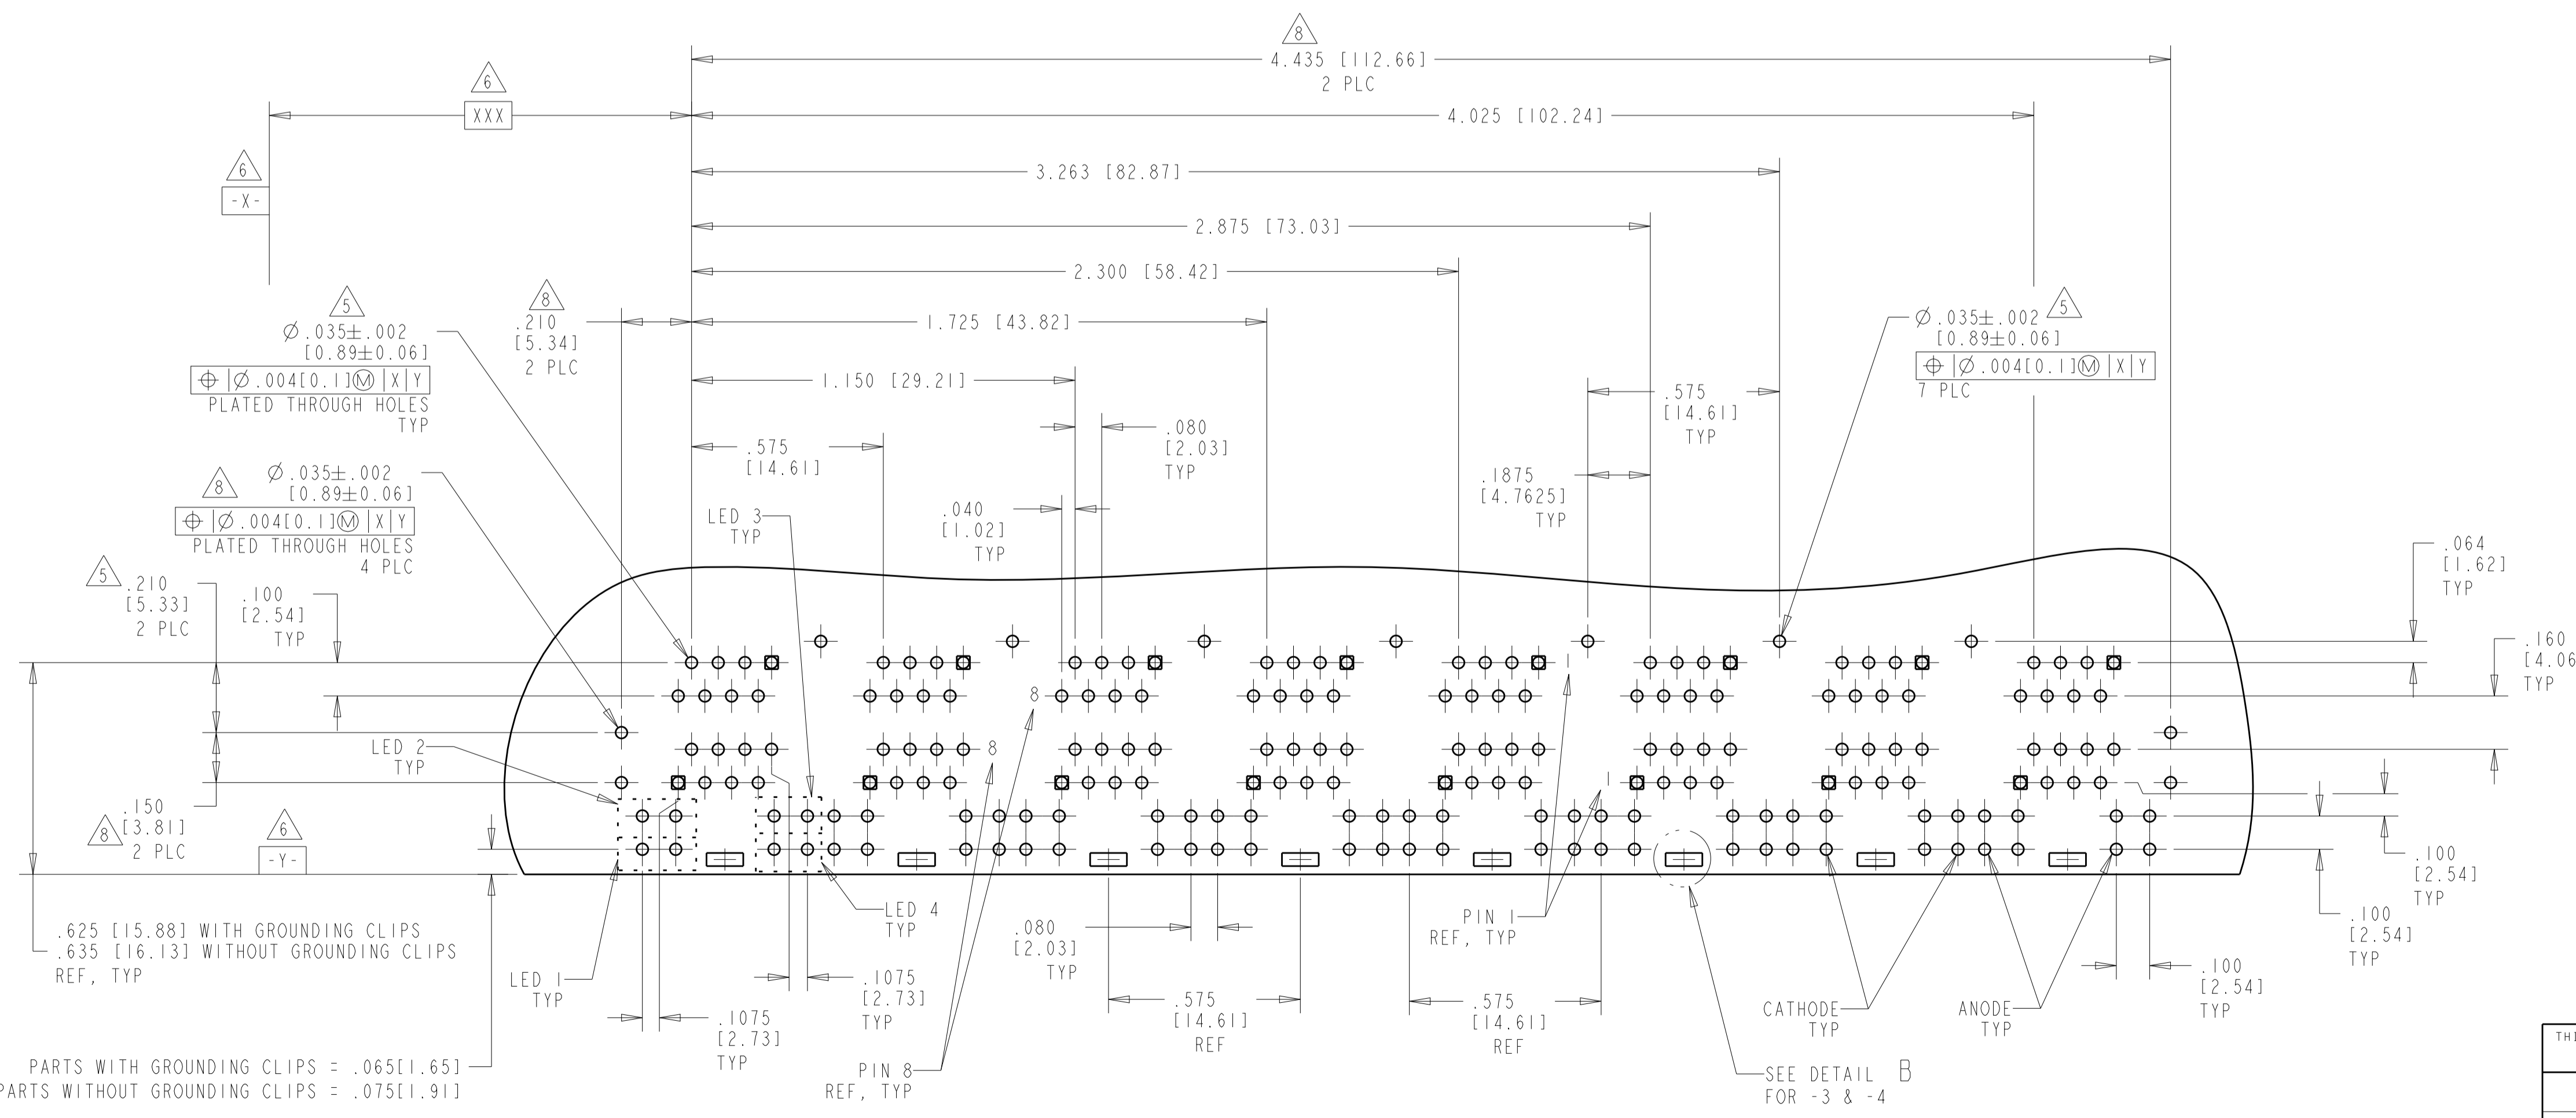 8
4.435 [112.66]
2 PLC
6
XXX
4.025 [102.24]
6
-X-
3.263 [82.87]
2.875 [73.03]
2.300 [58.42]
5
Ø.035±.002
[0.89±0.06]
⌖ Ø.004[0.1]Ⓜ X Y
PLATED THROUGH HOLES
TYP
8
.210
[5.34]
2 PLC
1.725 [43.82]
Ø.035±.002 5
[0.89±0.06]
⌖ Ø.004[0.1]Ⓜ X Y
7 PLC
1.150 [29.21]
.575
[14.61]
TYP
.575
[14.61]
.080
[2.03]
TYP
8
Ø.035±.002
[0.89±0.06]
⌖ Ø.004[0.1]Ⓜ X Y
PLATED THROUGH HOLES
4 PLC
.1875
[4.7625]
TYP
LED 3
TYP
.040
[1.02]
TYP
.064
[1.62]
TYP
5
.210
[5.33]
2 PLC
.100
[2.54]
TYP
.160
[4.06
TYP
1
8
LED 2
TYP
8
1
.150
8 [3.81]
2 PLC
6
-Y-
.100
[2.54]
TYP
.625 [15.88] WITH GROUNDING CLIPS
.635 [16.13] WITHOUT GROUNDING CLIPS
REF, TYP
LED 4
TYP
PIN 1
REF, TYP
.100
[2.54]
TYP
LED 1
TYP
.080
[2.03]
TYP
.1075
[2.73]
TYP
.1075
[2.73]
TYP
.575
[14.61]
REF
.575
[14.61]
REF
CATHODE
TYP
ANODE
TYP
.100
[2.54]
TYP
PARTS WITH GROUNDING CLIPS = .065[1.65]
PARTS WITHOUT GROUNDING CLIPS = .075[1.91]
PIN 8
REF, TYP
SEE DETAIL B
FOR -3 & -4